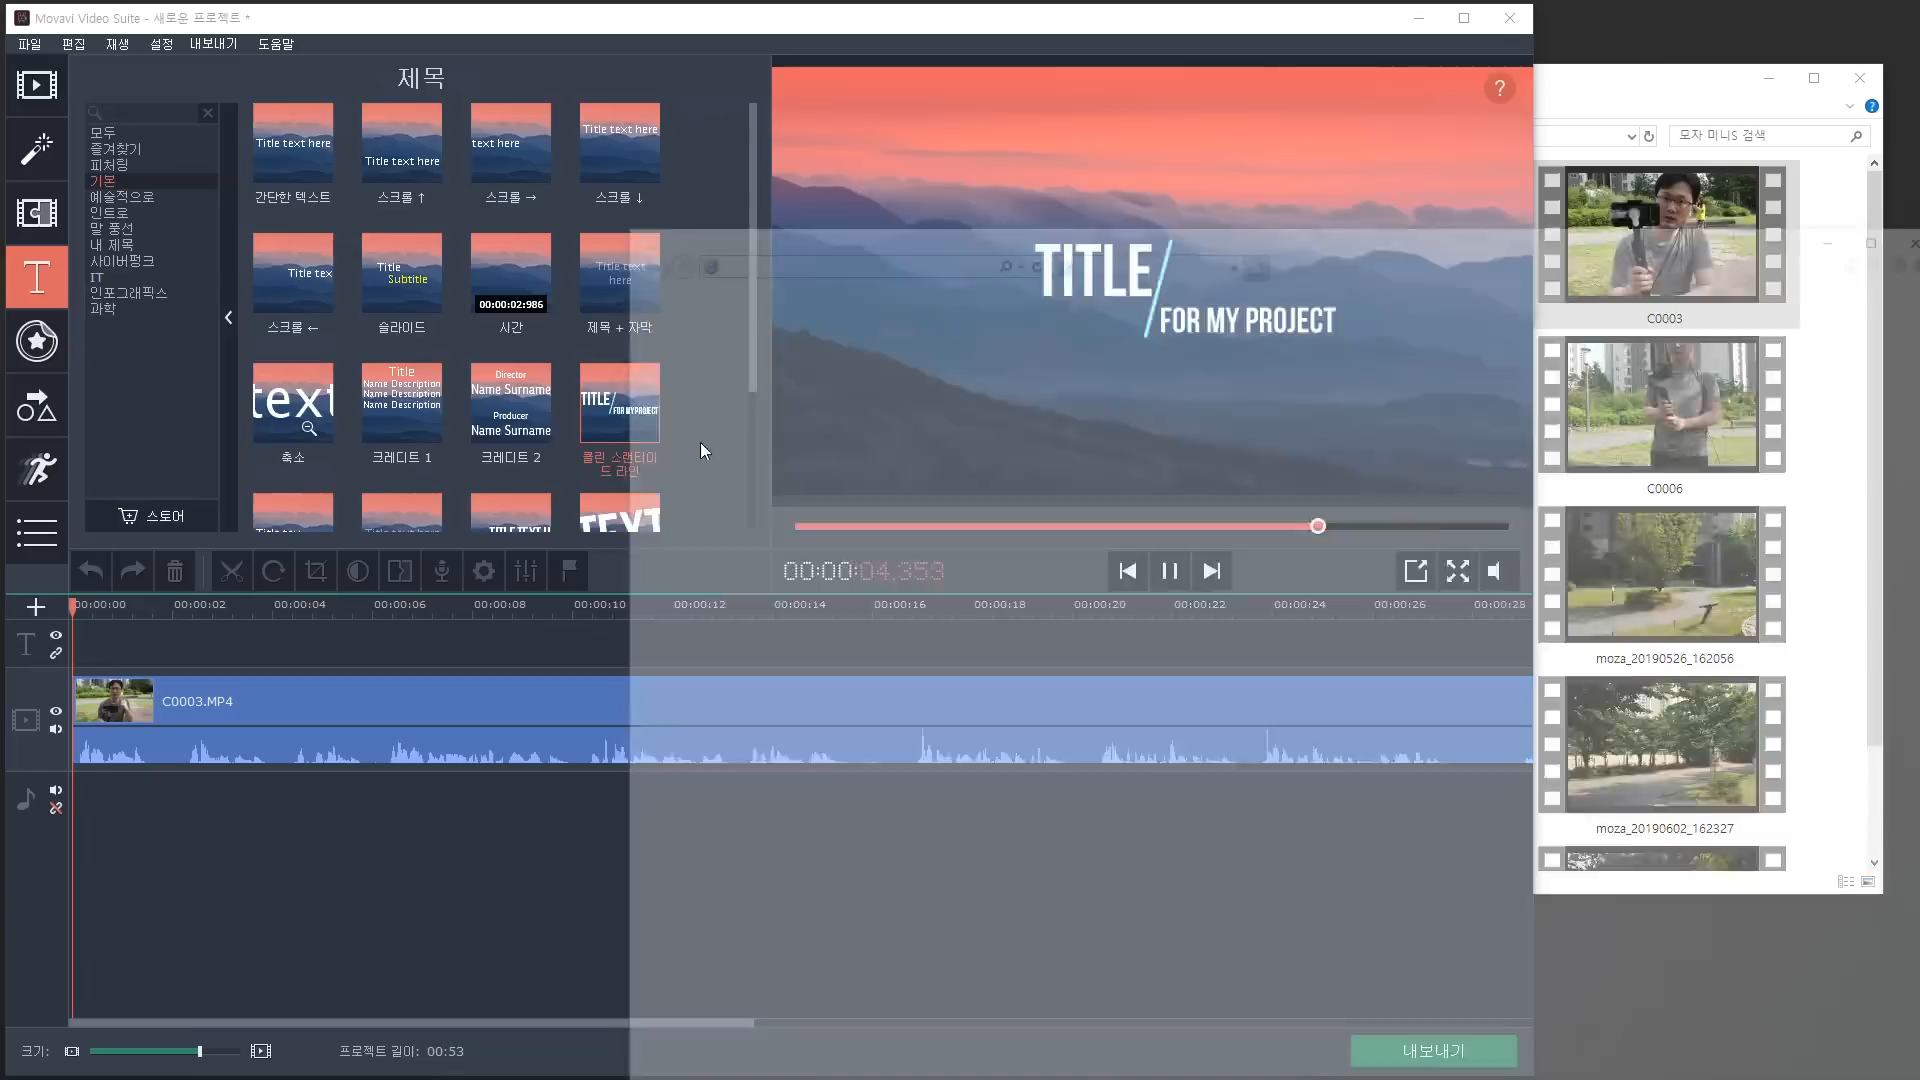 Movavi Video Suite - 새로운 프로젝트 *
파일 편집 재생 설정 내보내기 도움말
제목
모두
즐겨찾기
피처링
기본
예술적으로
인트로
말 풍선
내 제목
사이버펑크
IT
인포그래픽스
과학
스토어
Title text here
Title text here
text here
Title text here
간단한 텍스트
스크롤 ↑
스크롤 →
스크롤 ↓
Title tex
Title
Subtitle
00:00:02:986
Title text
here
스크롤 ←
슬라이드
시간
제목 + 자막
text
Title
Name Description
Name Description
Name Description
Director
Name Surname
Producer
Name Surname
TITLE/
FOR MY PROJECT
축소
크레디트 1
크레디트 2
클린 스랜티이
드 라인
TITLE/
FOR MY PROJECT
?
00:00:04.353
00:00:00 00:00:02 00:00:04 00:00:06 00:00:08 00:00:10 00:00:12 00:00:14 00:00:16 00:00:18 00:00:20 00:00:22 00:00:24 00:00:26 00:00:28
T
C0003.MP4
크기:
프로젝트 길이: 00:53
내보내기
모자 미니S 검색
C0003
C0006
moza_20190526_162056
moza_20190602_162327